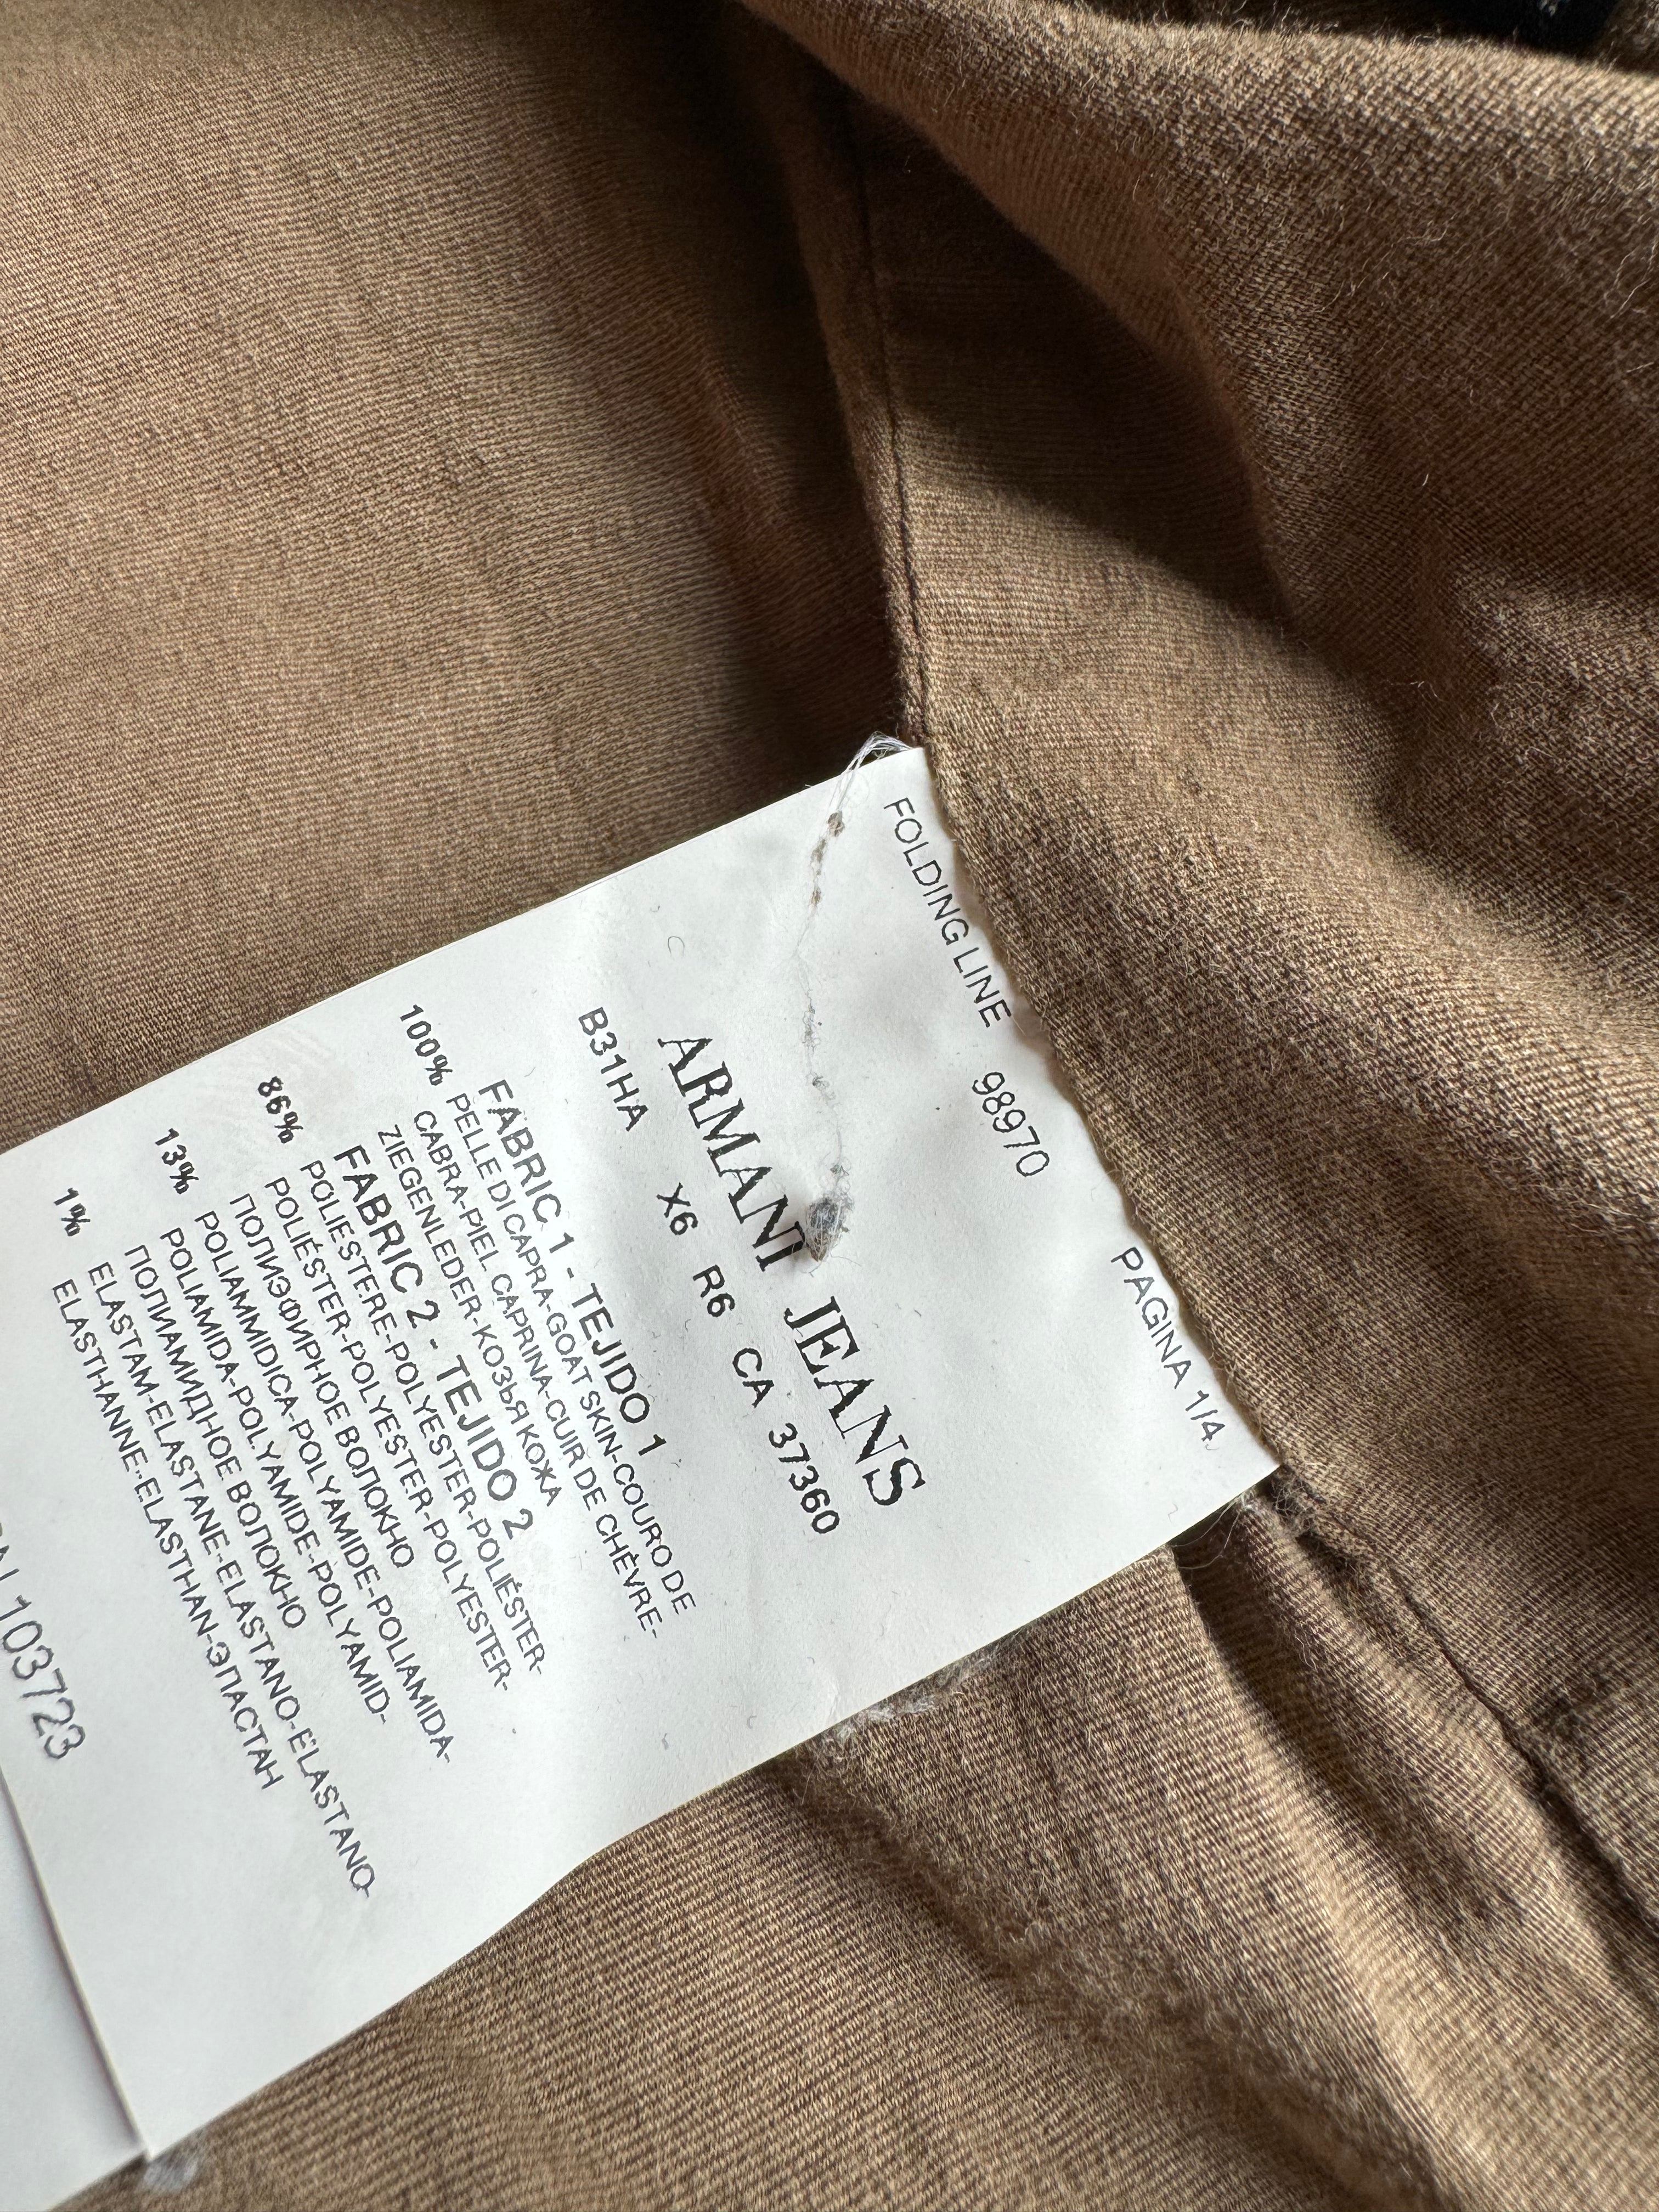 FOLDING LINE 98970 PAGINA 1/4
ARMANI JEANS
B31HA X6 R6 CA 37360
FABRIC 1 - TEJIDO 1
100% PELLE DI CAPRA-GOAT SKIN-COURO DE
CABRA-PIEL CAPRINA-CUIR DE CHÈVRE-
ZIEGENLEDER-КОЗЬЯ КОЖА
FABRIC 2 - TEJIDO 2
86% POLIESTERE-POLYESTER-POLIÉSTER-
POLIÉSTER-POLYESTER-POLYESTER-
ПОЛИЭФИРНОЕ ВОЛОКНО
13% POLIAMMIDICA-POLYAMIDE-POLIAMIDA-
POLIAMIDA-POLYAMIDE-POLYAMID-
ПОЛИАМИДНОЕ ВОЛОКНО
1% ELASTAM-ELASTANE-ELASTANO-ELASTANO-
ELASTHANNE-ELASTHAN-ЭЛАСТАН
103723